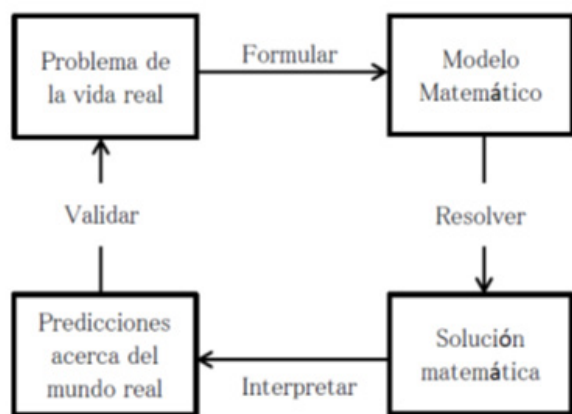 Problema de
la vida real
Formular
Modelo
Matemático
Validar
Resolver
Predicciones
acerca del
mundo real
Interpretar
Solución
matemática